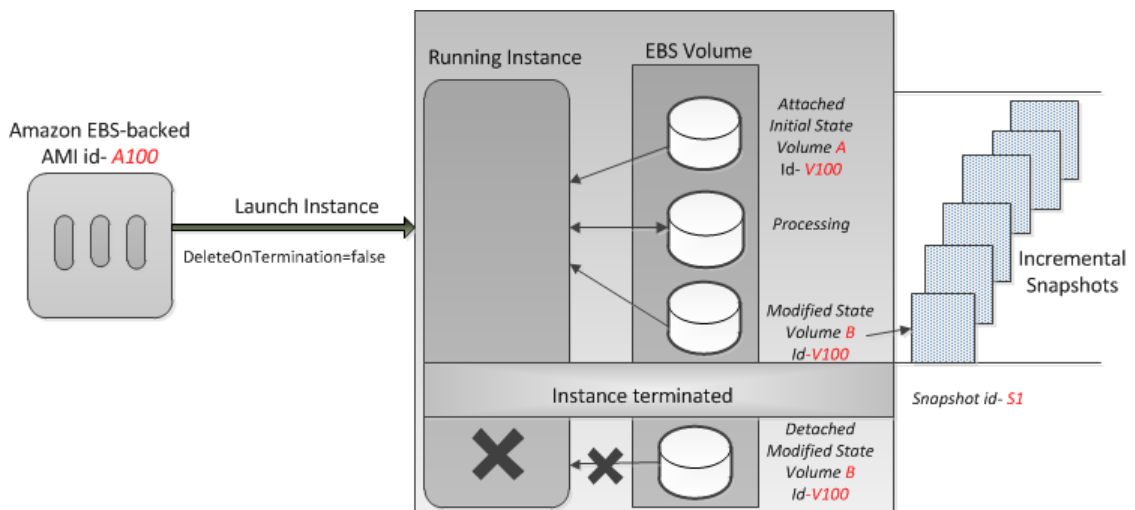 Amazon EBS-backed
AMI id- A100
Launch Instance
DeleteOnTermination=false
Running Instance
EBS Volume
Attached
Initial State
Volume A
Id- V100
Processing
Modified State
Volume B
Id-V100
Incremental
Snapshots
Snapshot id- S1
Instance terminated
Detached
Modified State
Volume B
Id-V100